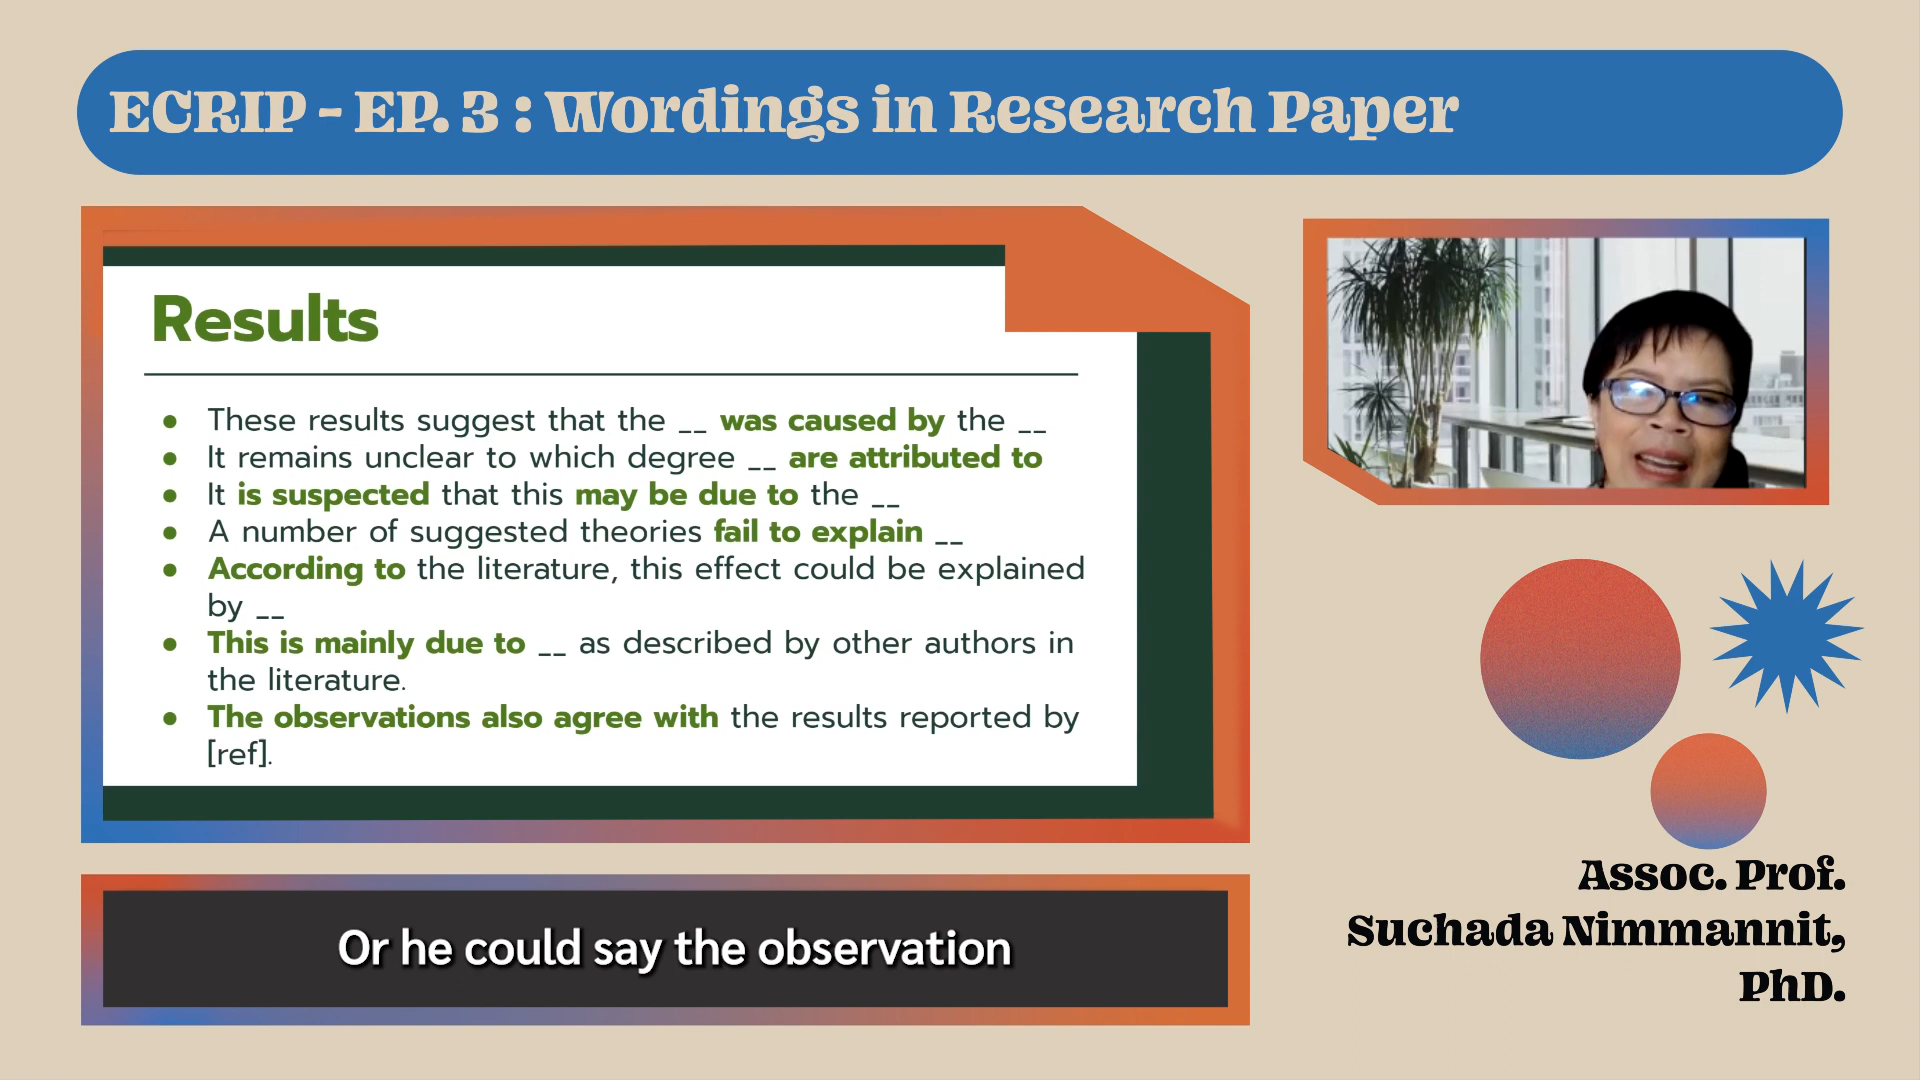 ECRIP - EP. 3 : Wordings in Research Paper
Results
● These results suggest that the __ was caused by the __
● It remains unclear to which degree __ are attributed to
● It is suspected that this may be due to the __
● A number of suggested theories fail to explain __
● According to the literature, this effect could be explained
by __
● This is mainly due to __ as described by other authors in
the literature.
● The observations also agree with the results reported by
[ref].
Or he could say the observation
Assoc. Prof.
Suchada Nimmannit,
PhD.